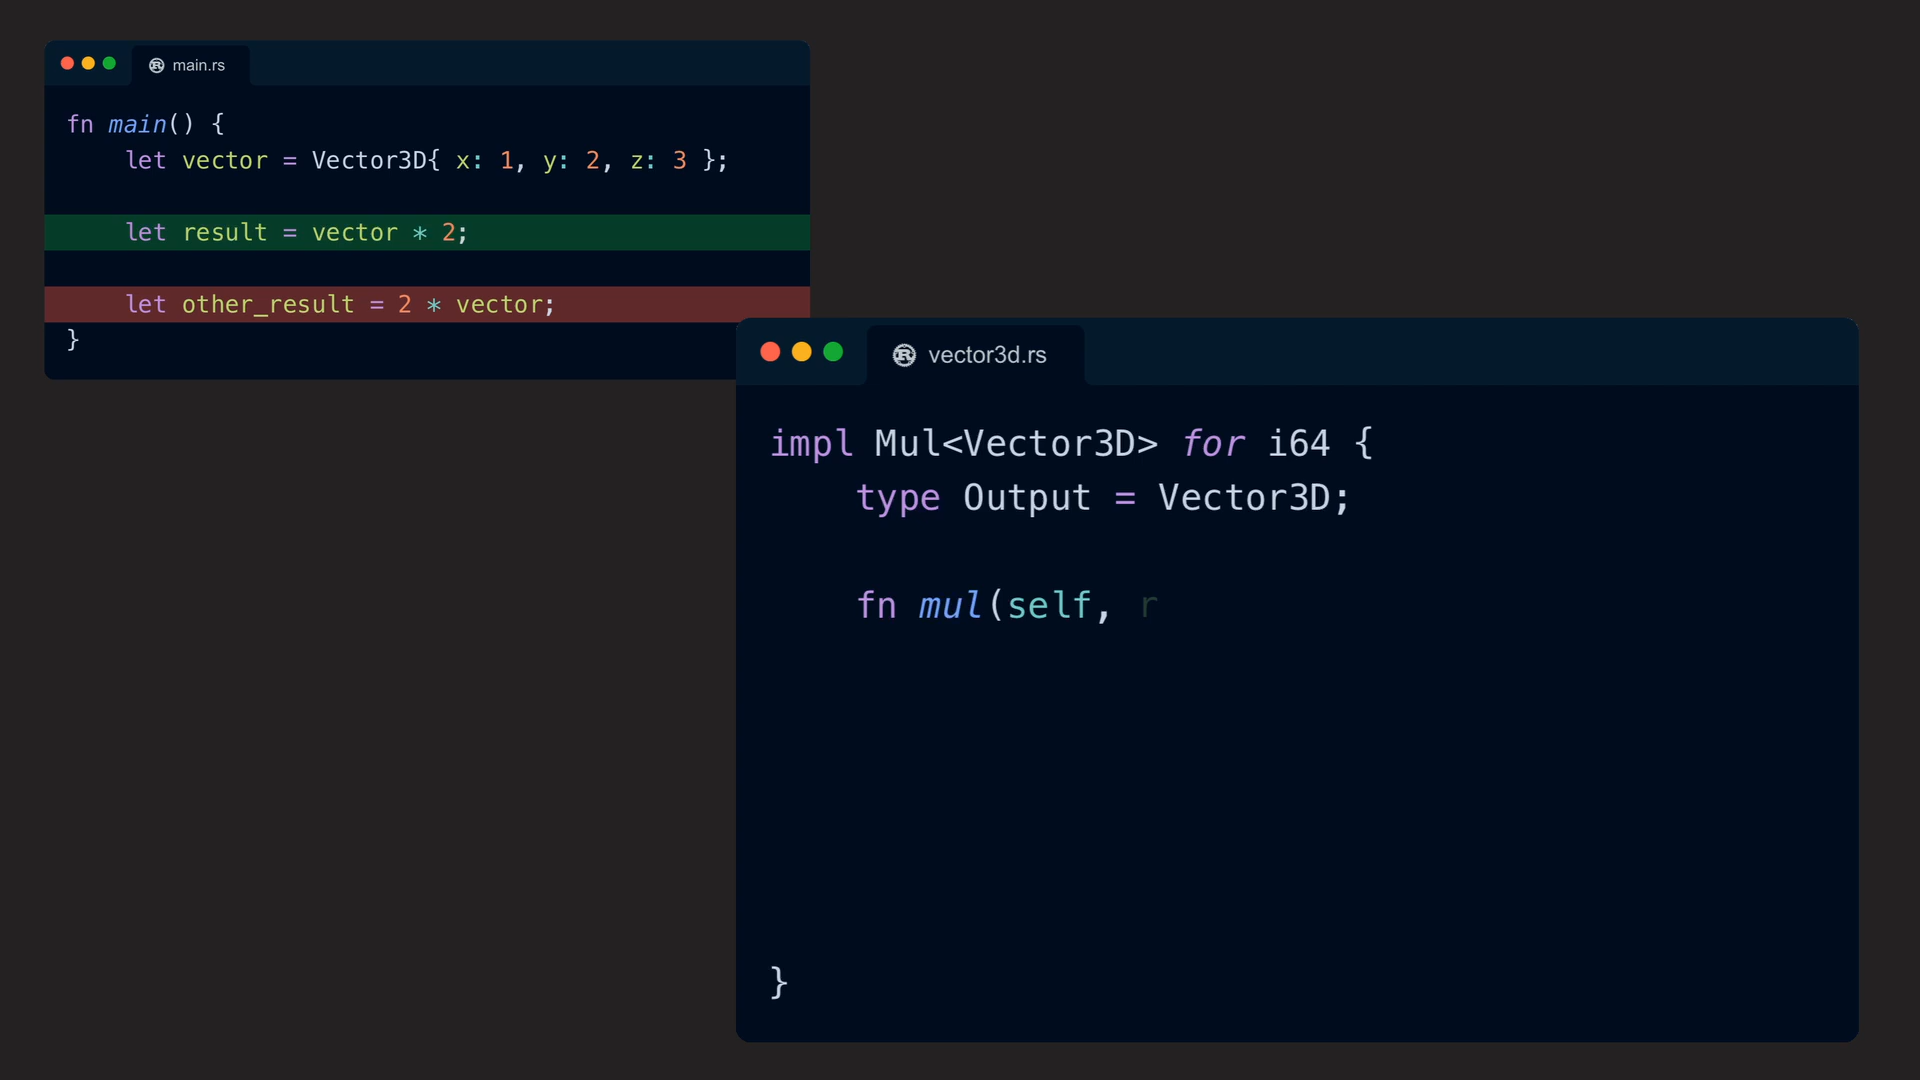 main.rs
fn main() {
    let vector = Vector3D{ x: 1, y: 2, z: 3 };
    let result = vector * 2;
    let other_result = 2 * vector;
}
vector3d.rs
impl Mul<Vector3D> for i64 {
    type Output = Vector3D;
    fn mul(self, r
}